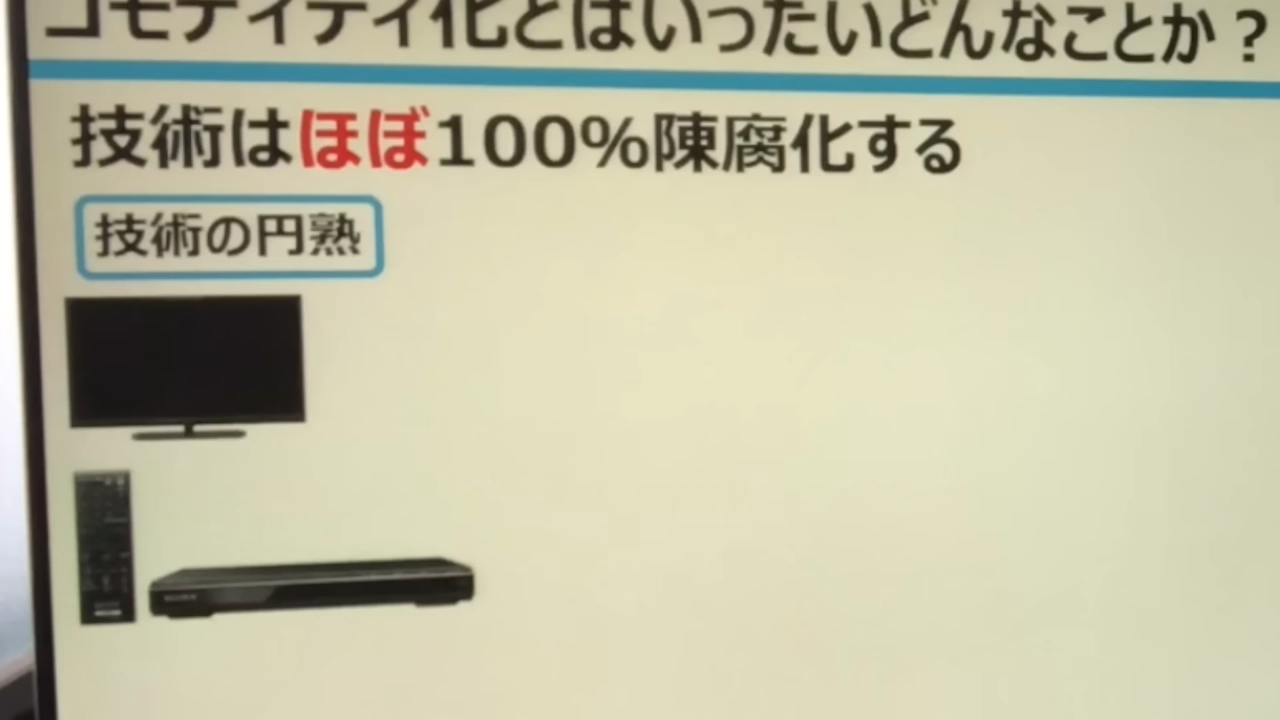 コモディティ化とはいったいどんなことか？
技術はほぼ100%陳腐化する
技術の円熟